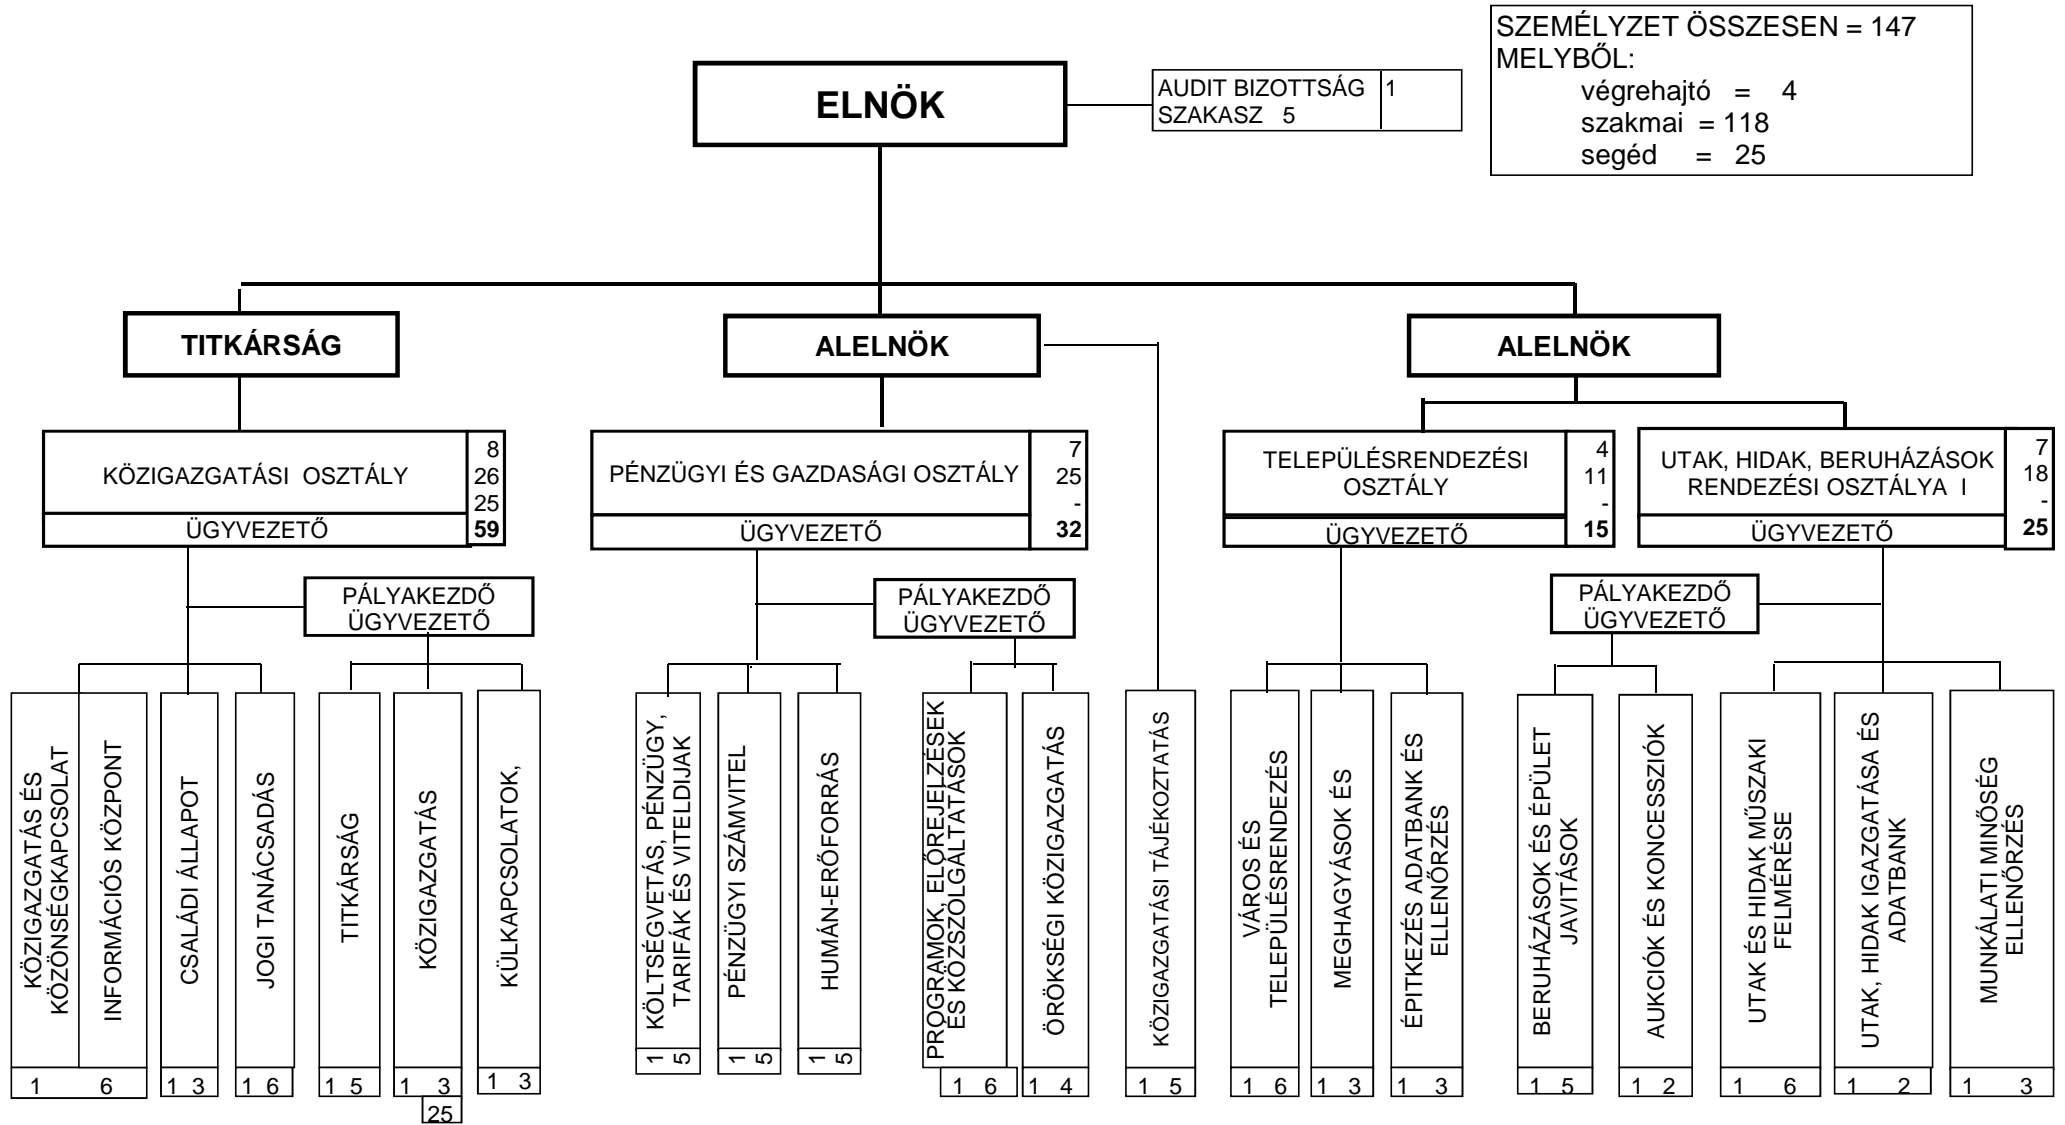 SZEMÉLYZET ÖSSZESEN = 147
MELYBŐL:
végrehajtó = 4
szakmai = 118
segéd = 25
ELNÖK
AUDIT BIZOTTSÁG 1
SZAKASZ 5
TITKÁRSÁG
ALELNÖK
ALELNÖK
KÖZIGAZGATÁSI OSZTÁLY
8
26
25
ÜGYVEZETŐ 59
PÉNZÜGYI ÉS GAZDASÁGI OSZTÁLY
7
25
-
ÜGYVEZETŐ 32
TELEPÜLÉSRENDEZÉSI
OSZTÁLY
4
11
-
ÜGYVEZETŐ 15
UTAK, HIDAK, BERUHÁZÁSOK
RENDEZÉSI OSZTÁLYA I
7
18
-
ÜGYVEZETŐ 25
PÁLYAKEZDŐ
ÜGYVEZETŐ
PÁLYAKEZDŐ
ÜGYVEZETŐ
PÁLYAKEZDŐ
ÜGYVEZETŐ
KÖZIGAZGATÁS ÉS
KÖZÖNSÉGKAPCSOLAT
INFORMÁCIÓS KÖZPONT
1 6
CSALÁDI ÁLLAPOT
1 3
JOGI TANÁCSADÁS
1 6
TITKÁRSÁG
1 5
KÖZIGAZGATÁS
1 3
25
KÜLKAPCSOLATOK,
1 3
KÖLTSÉGVETÁS, PÉNZÜGY,
TARIFÁK ÉS VITELDIJAK
1
5
PÉNZÜGYI SZÁMVITEL
1
5
HUMÁN-ERŐFORRÁS
1
5
PROGRAMOK, ELŐREJELZÉSEK
ÉS KÖZSZOLGÁLTATÁSOK
1 6
ÖRÖKSÉGI KÖZIGAZGATÁS
1 4
KÖZIGAZGATÁSI TÁJÉKOZTATÁS
1 5
VÁROS ÉS
TELEPÜLÉSRENDEZÉS
1 6
MEGHAGYÁSOK ÉS
1 3
ÉPITKEZÉS ADATBANK ÉS
ELLENŐRZÉS
1 3
BERUHÁZÁSOK ÉS ÉPÜLET
JAVITÁSOK
1 5
AUKCIÓK ÉS KONCESSZIÓK
1 2
UTAK ÉS HIDAK MŰSZAKI
FELMÉRÉSE
1 6
UTAK, HIDAK IGAZGATÁSA ÉS
ADATBANK
1 2
MUNKÁLATI MINŐSÉG
ELLENŐRZÉS
1 3